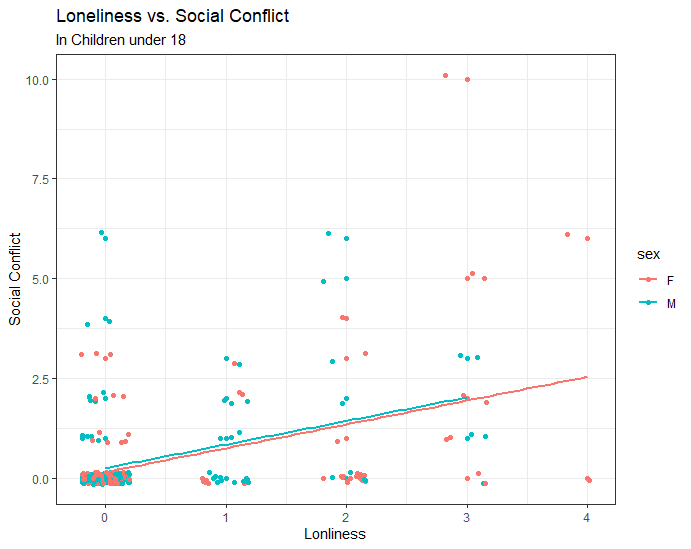 Loneliness vs. Social Conflict
In Children under 18
10.0
7.5
5.0
2.5
0.0
Social Conflict
0 1 2 3 4
Lonliness
sex
F
M